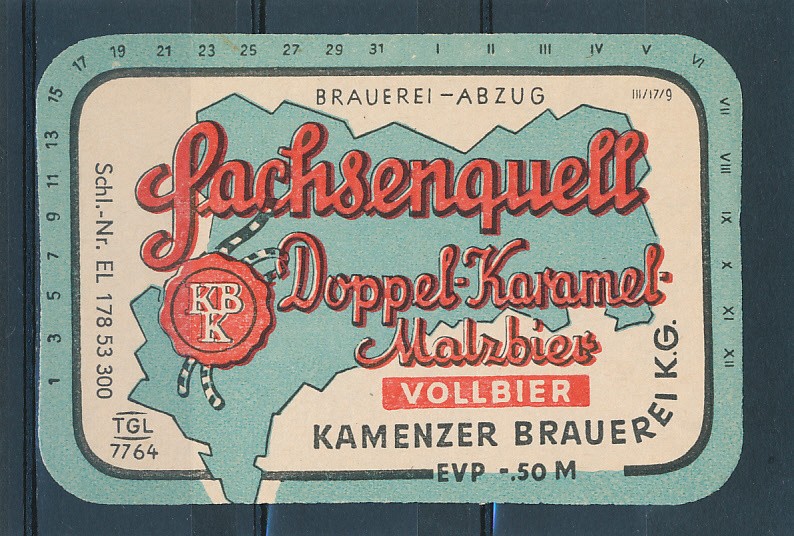 1 3 5 7 9 11 13 15 17 19 21 23 25 27 29 31 I II III IV V VI VII VIII IX X XI XII
BRAUEREI-ABZUG
III/17/9
Sachsenquell
Doppel-Karamel-
Malzbier
VOLLBIER
KAMENZER BRAUEREI K.G.
EVP -.50 M
KB
K
Schl.-Nr. EL 178 53 300
TGL
7764